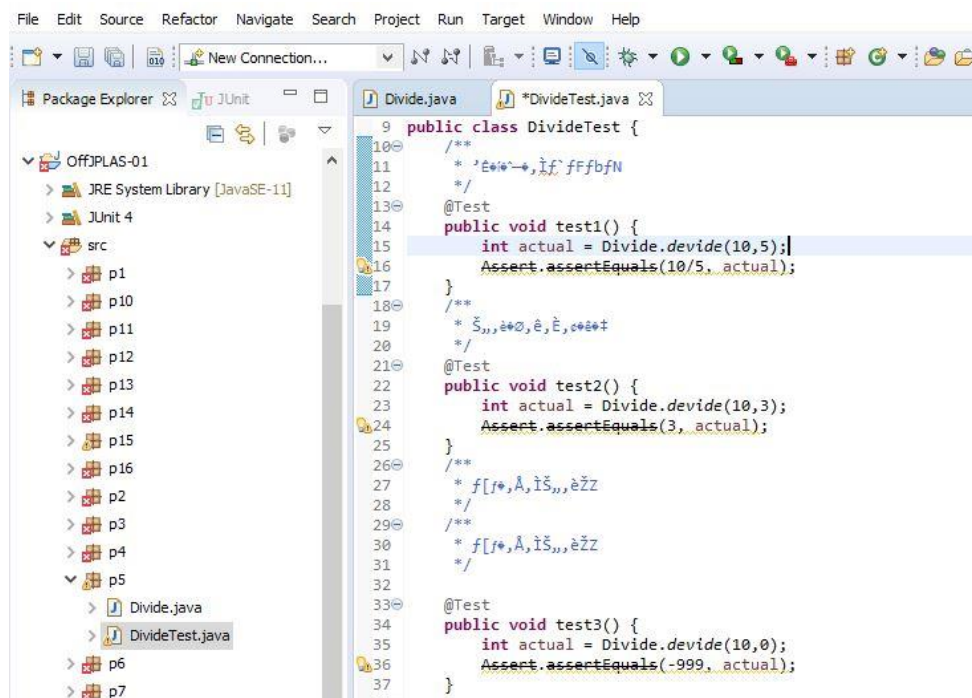 File Edit Source Refactor Navigate Search Project Run Target Window Help
New Connection...
Package Explorer JUnit
OffJPLAS-01
JRE System Library [JavaSE-11]
JUnit 4
src
p1
p10
p11
p12
p13
p14
p15
p16
p2
p3
p4
p5
Divide.java
DivideTest.java
p6
p7
Divide.java *DivideTest.java
9 public class DivideTest {
10 /**
11 *
12 */
13 @Test
14 public void test1() {
15 int actual = Divide.devide(10,5);
16 Assert.assertEquals(10/5, actual);
17 }
18 /**
19 *
20 */
21 @Test
22 public void test2() {
23 int actual = Divide.devide(10,3);
24 Assert.assertEquals(3, actual);
25 }
26 /**
27 *
28 */
29 /**
30 *
31 */
32
33 @Test
34 public void test3() {
35 int actual = Divide.devide(10,0);
36 Assert.assertEquals(-999, actual);
37 }